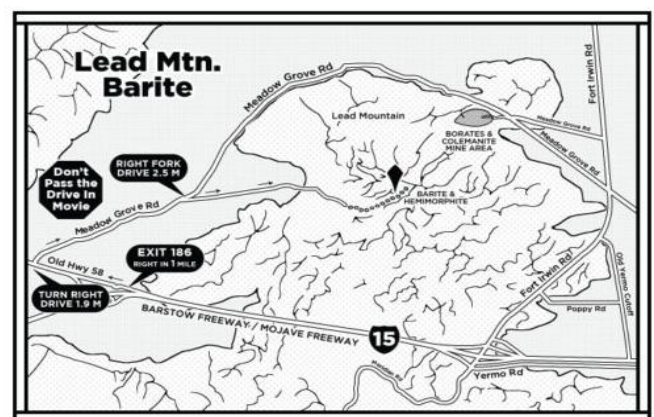 Lead Mtn.
Barite
Meadow Grove Rd
Fort Irwin Rd
Lead Mountain
Meadow Grove Rd
BORATES &
COLEMANITE
MINE AREA
Meadow Grove Rd
RIGHT FORK
DRIVE 2.5 M
Don't
Pass the
Drive In
Movie
BARITE &
HEMIMORPHITE
Meadow Grove Rd
EXIT 186
RIGHT IN 1 MILE
Old Hwy 58
TURN RIGHT
DRIVE 1.9 M
Fort Irwin Rd
Old Yermo Cutoff
Poppy Rd
BARSTOW FREEWAY / MOJAVE FREEWAY
15
Yermo Rd